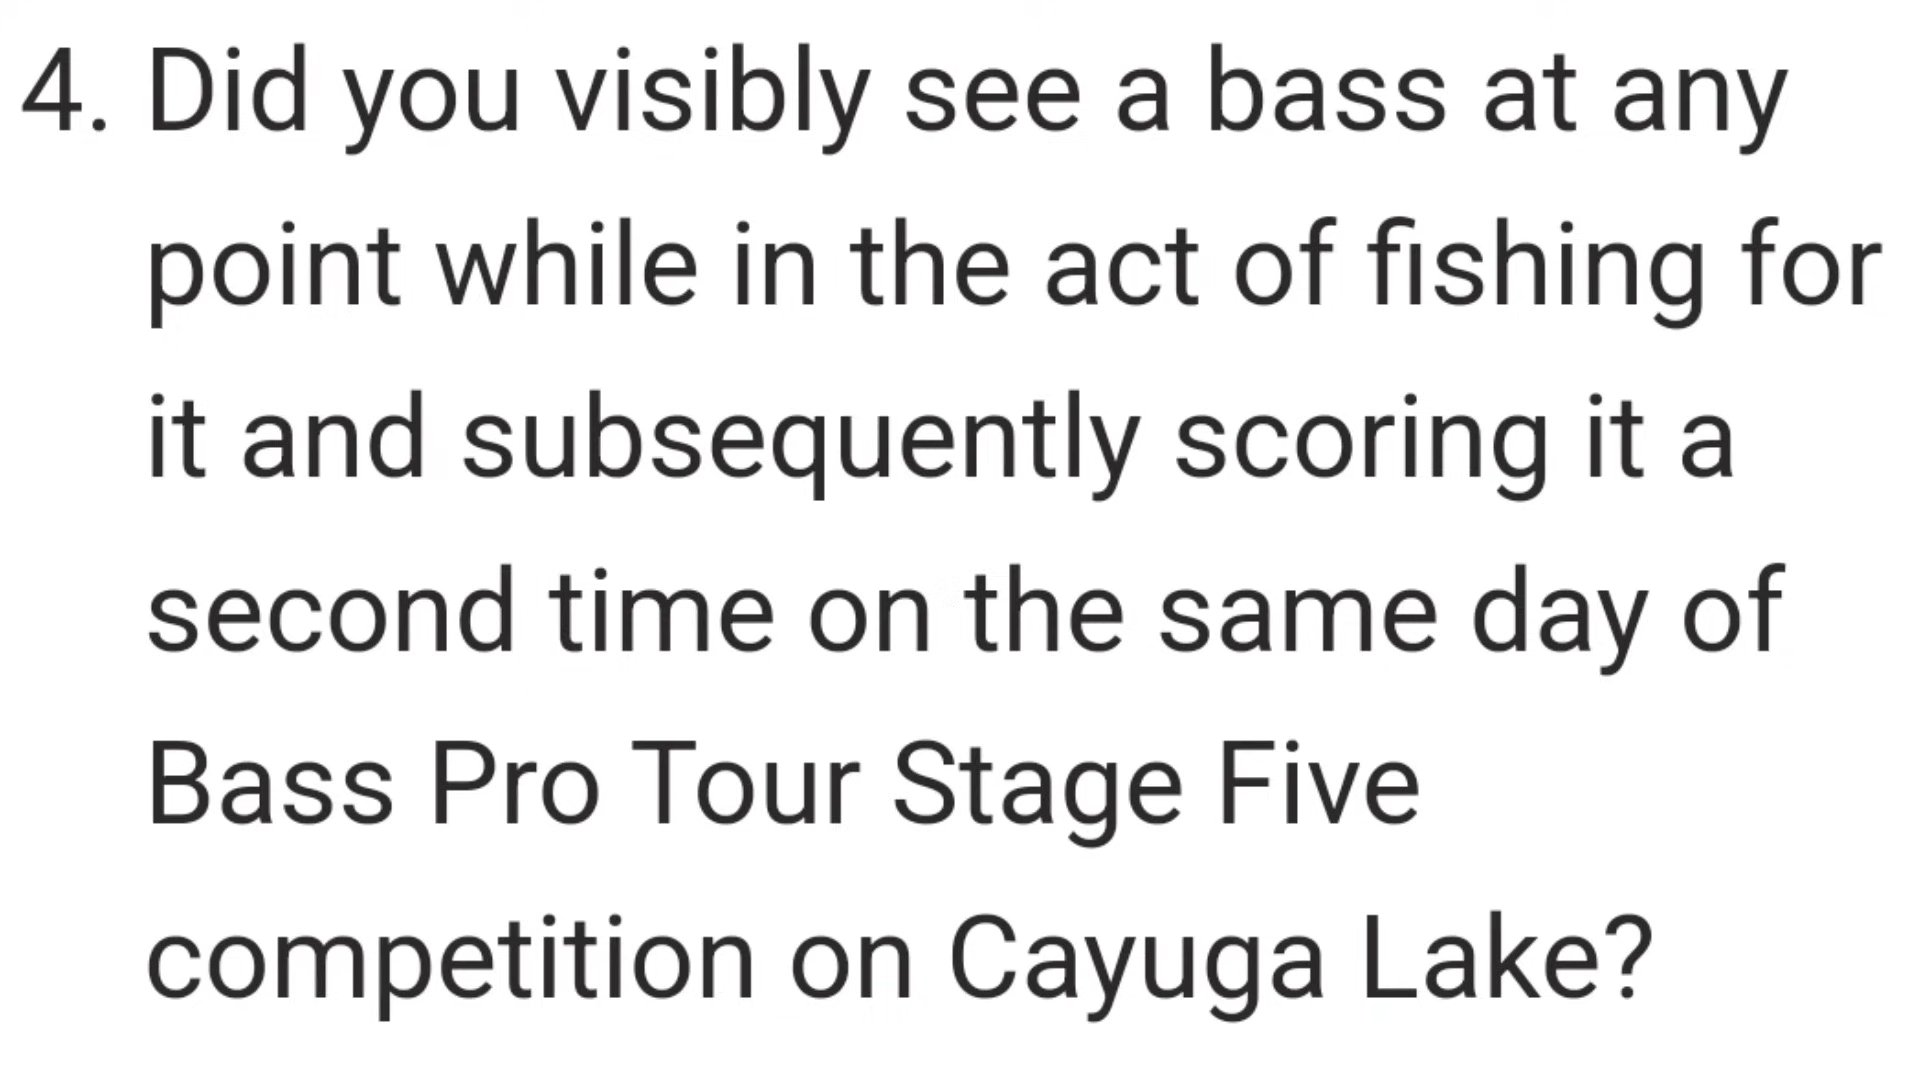 4. Did you visibly see a bass at any
point while in the act of fishing for
it and subsequently scoring it a
second time on the same day of
Bass Pro Tour Stage Five
competition on Cayuga Lake?